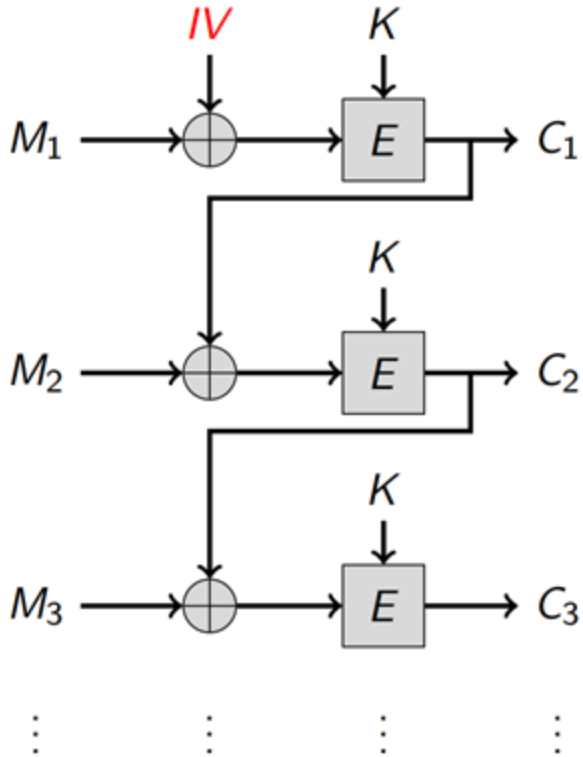 IV K
M₁ E C₁
K
M₂ E C₂
K
M₃ E C₃
⋮ ⋮ ⋮ ⋮